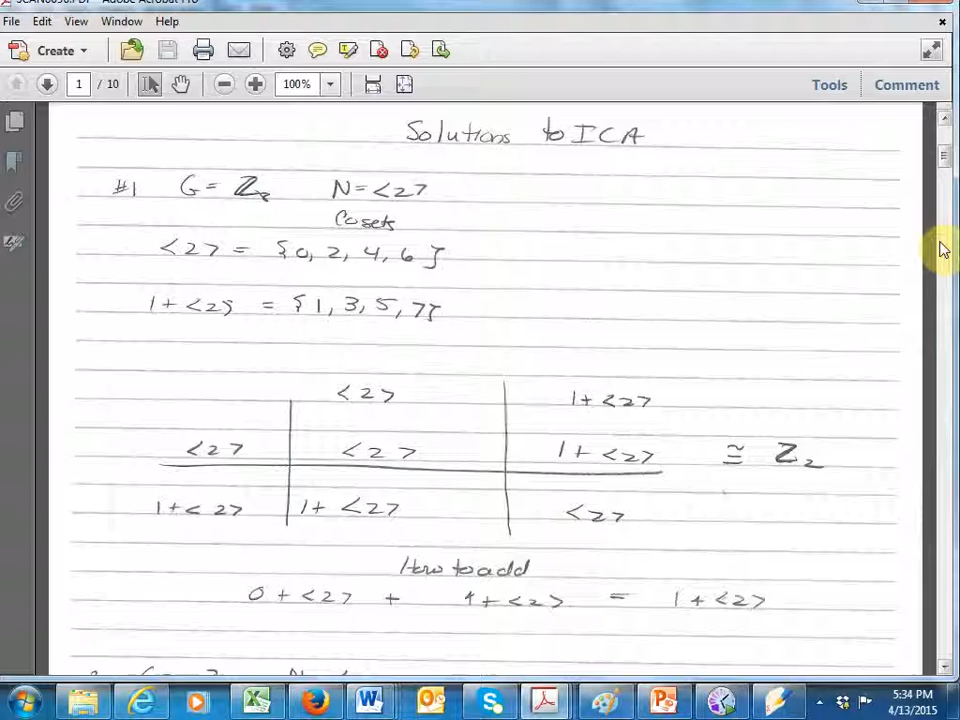 File Edit View Window Help
Create
1 / 10
100%
Tools
Comment
Solutions to ICA
#1 G = ℤ₈ N = <2>
Cosets
<2> = {0, 2, 4, 6}
1 + <2} = {1, 3, 5, 7}
<2> 1 + <2>
<2> <2> 1 + <2> ≅ ℤ₂
1 + <2> 1 + <2> <2>
How to add
0 + <2> + 1 + <2> = 1 + <2>
5:34 PM
4/13/2015